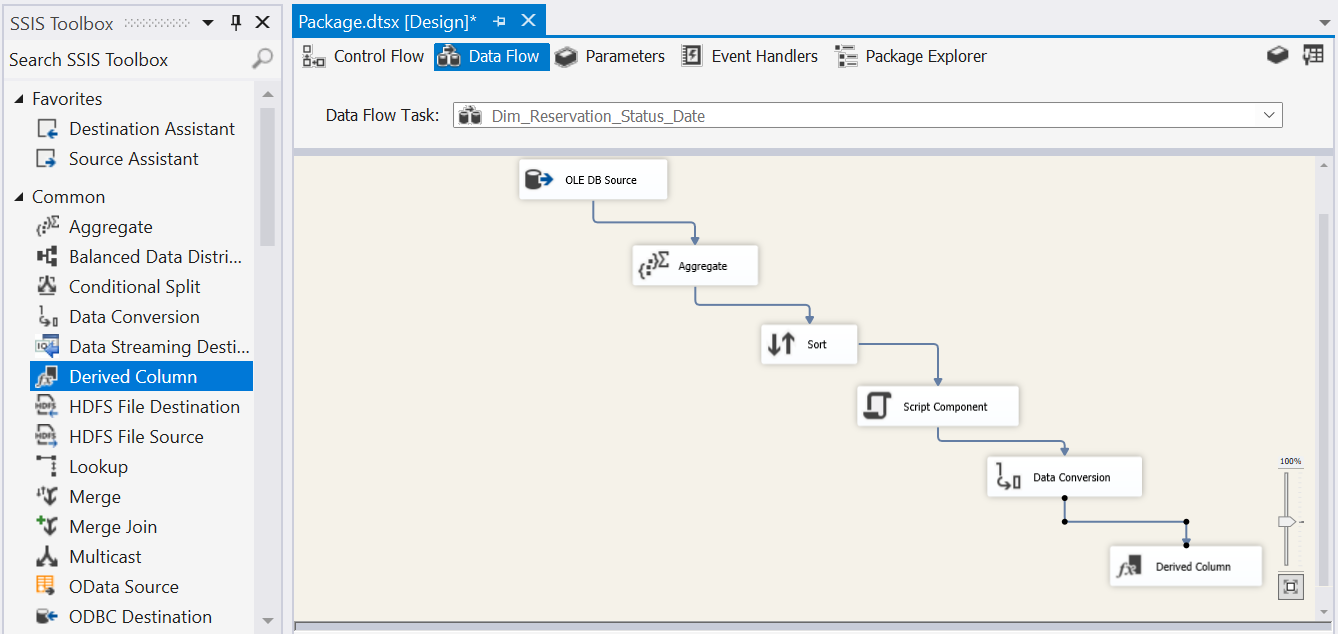 SSIS Toolbox
Search SSIS Toolbox
Favorites
Destination Assistant
Source Assistant
Common
Aggregate
Balanced Data Distri...
Conditional Split
Data Conversion
Data Streaming Desti...
Derived Column
HDFS File Destination
HDFS File Source
Lookup
Merge
Merge Join
Multicast
OData Source
ODBC Destination
Package.dtsx [Design]*
Control Flow
Data Flow
Parameters
Event Handlers
Package Explorer
Data Flow Task:
Dim_Reservation_Status_Date
OLE DB Source
Aggregate
Sort
Script Component
Data Conversion
Derived Column
100%